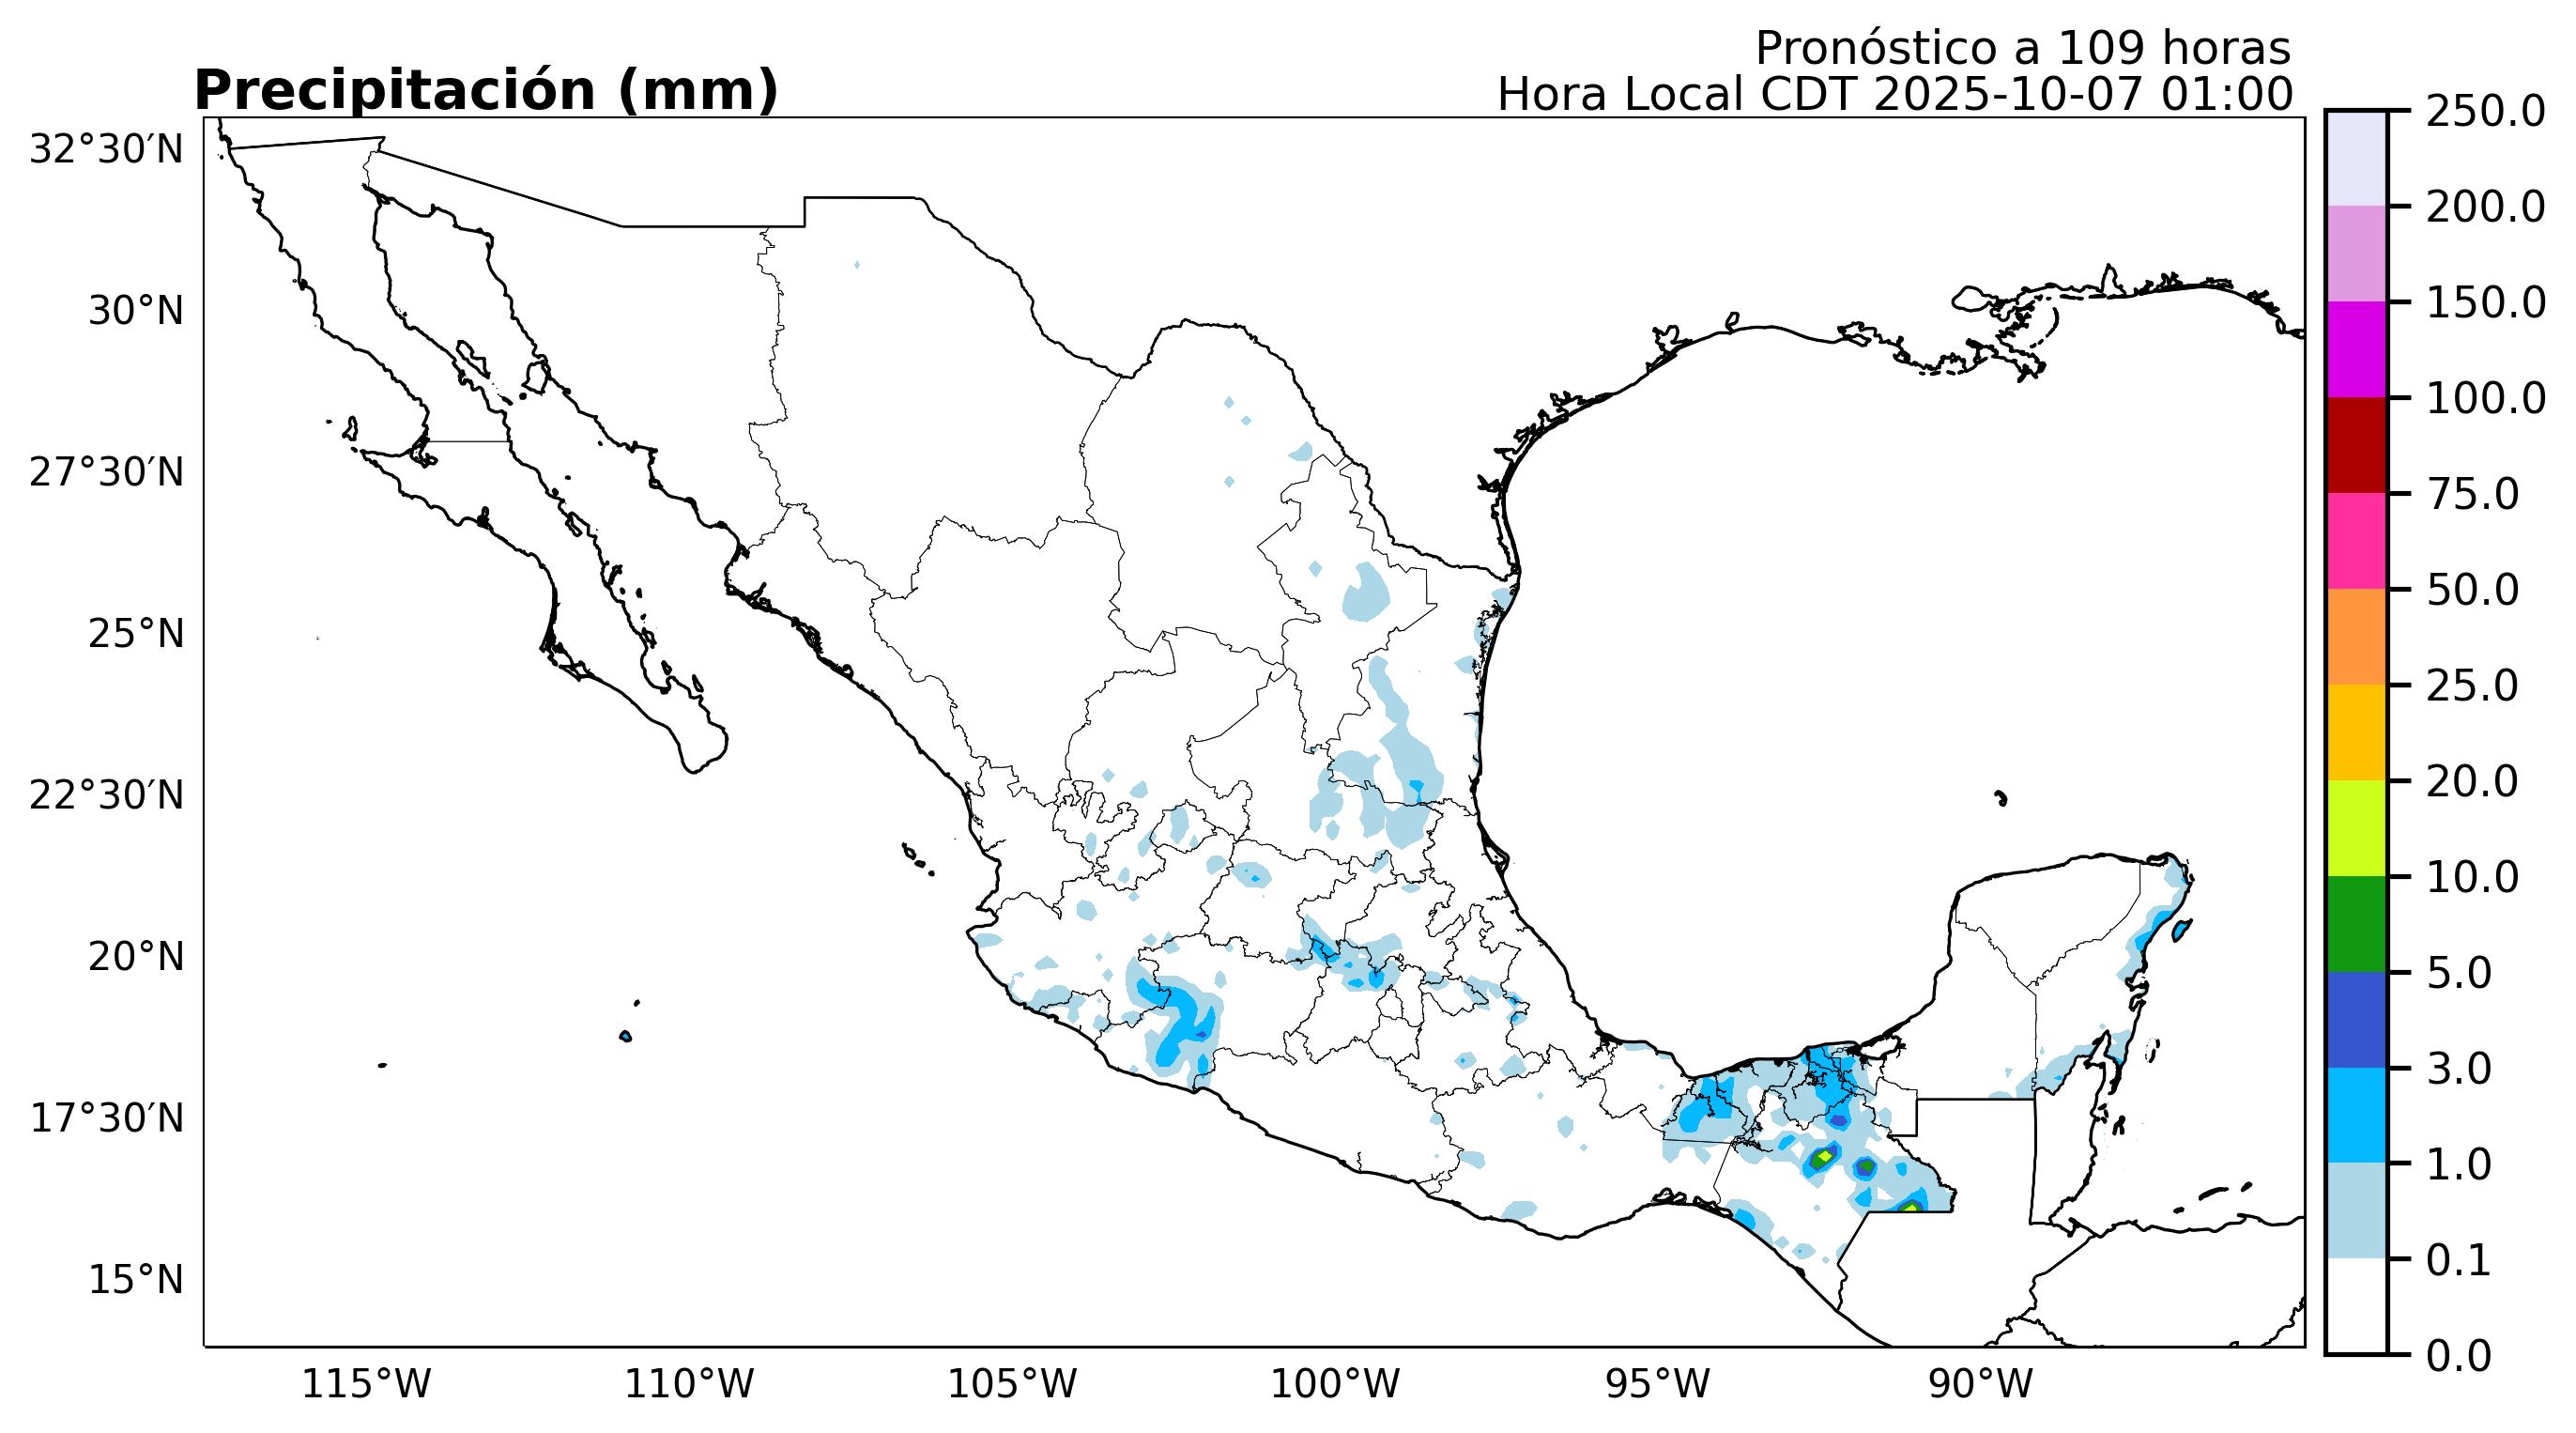 Pronóstico a 109 horas
Precipitación (mm)
Hora Local CDT 2025-10-07 01:00
32°30′N
30°N
27°30′N
25°N
22°30′N
20°N
17°30′N
15°N
115°W
110°W
105°W
100°W
95°W
90°W
250.0
200.0
150.0
100.0
75.0
50.0
25.0
20.0
10.0
5.0
3.0
1.0
0.1
0.0